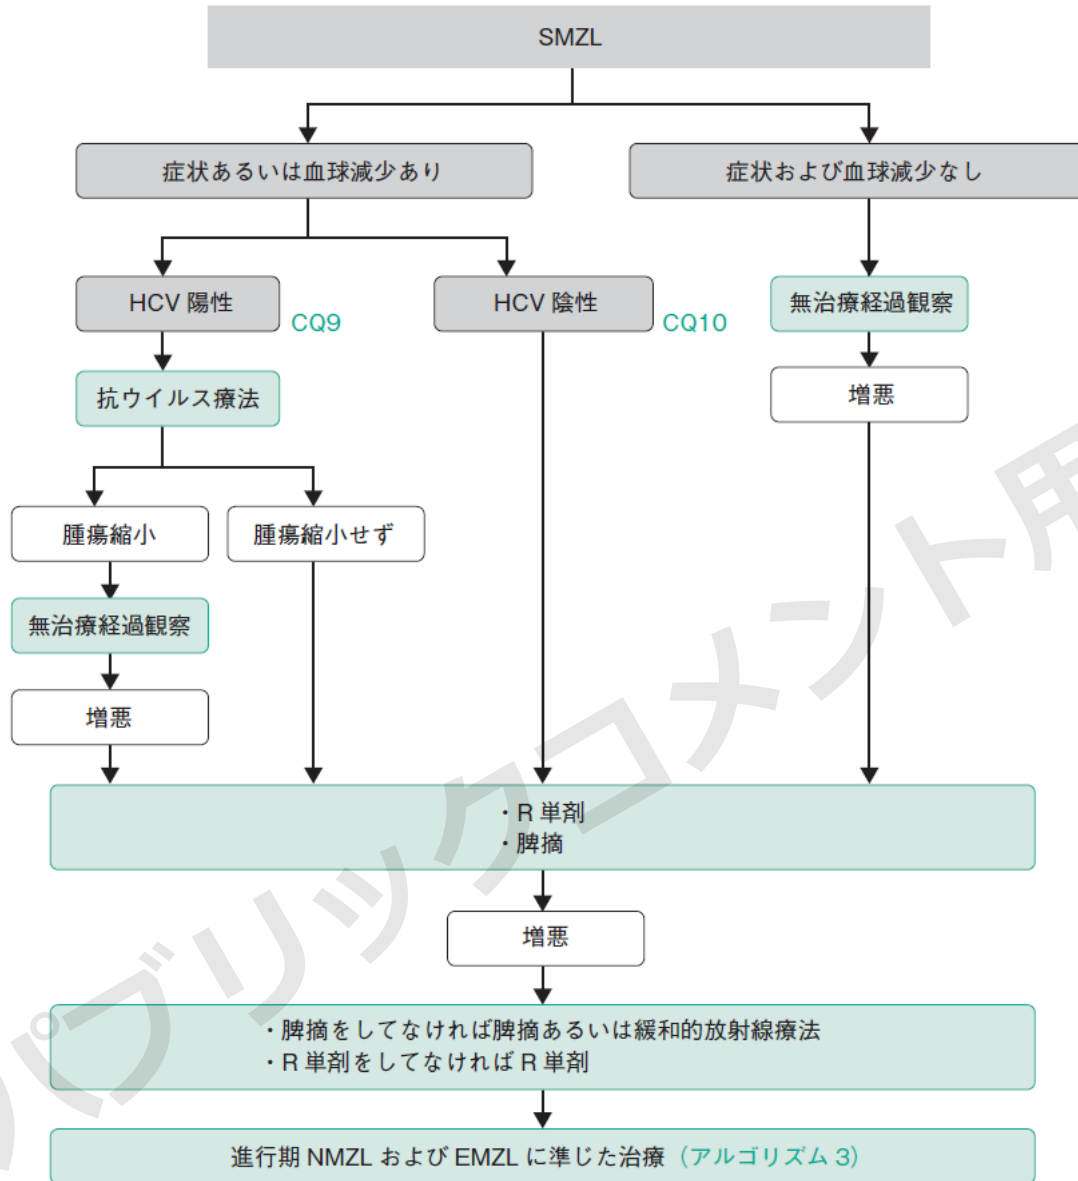 SMZL
症状あるいは血球減少あり
症状および血球減少なし
HCV 陽性
CQ9
HCV 陰性
CQ10
無治療経過観察
抗ウイルス療法
増悪
腫瘍縮小
腫瘍縮小せず
無治療経過観察
増悪
・R 単剤
・脾摘
増悪
・脾摘をしてなければ脾摘あるいは緩和的放射線療法
・R 単剤をしてなければ R 単剤
進行期 NMZL および EMZL に準じた治療（アルゴリズム 3）
パブリックコメント用